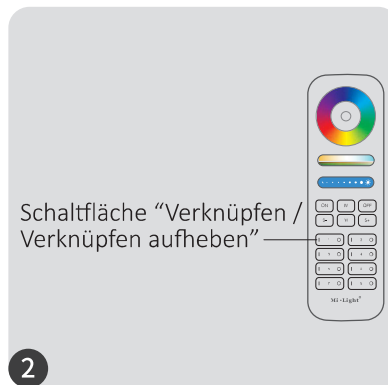 Schaltfläche “Verknüpfen /
Verknüpfen aufheben”
ON
OFF
Mi-Light®
2